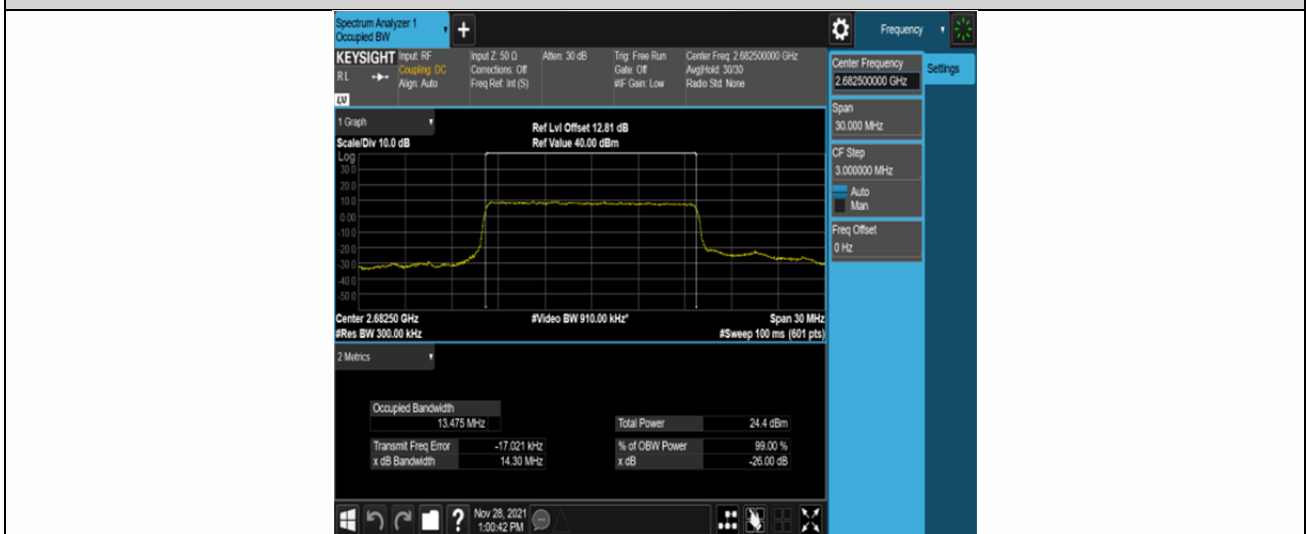 Spectrum Analyzer 1
Occupied BW
+
Frequency
KEYSIGHT
RL
LW
Input: RF
Coupling: DC
Align: Auto
Input Z: 50 Ω
Corrections: Off
Freq Ref: Int (S)
Atten: 30 dB
Trig: Free Run
Gate: Off
#IF Gain: Low
Center Freq: 2.682500000 GHz
Avg|Hold: 30/30
Radio Std: None
Center Frequency
2.682500000 GHz
Settings
Span
30.000 MHz
CF Step
3.000000 MHz
Auto
Man
Freq Offset
0 Hz
1 Graph
Ref Lvl Offset 12.81 dB
Scale/Div 10.0 dB
Ref Value 40.00 dBm
Log
30.0
20.0
10.0
0.00
-10.0
-20.0
-30.0
-40.0
-50.0
Center 2.68250 GHz
#Video BW 910.00 kHz*
Span 30 MHz
#Res BW 300.00 kHz
#Sweep 100 ms (601 pts)
2 Metrics
Occupied Bandwidth
13.475 MHz
Total Power 24.4 dBm
Transmit Freq Error -17.021 kHz
% of OBW Power 99.00 %
x dB Bandwidth 14.30 MHz
x dB -26.00 dB
?
Nov 28, 2021
1:00:42 PM